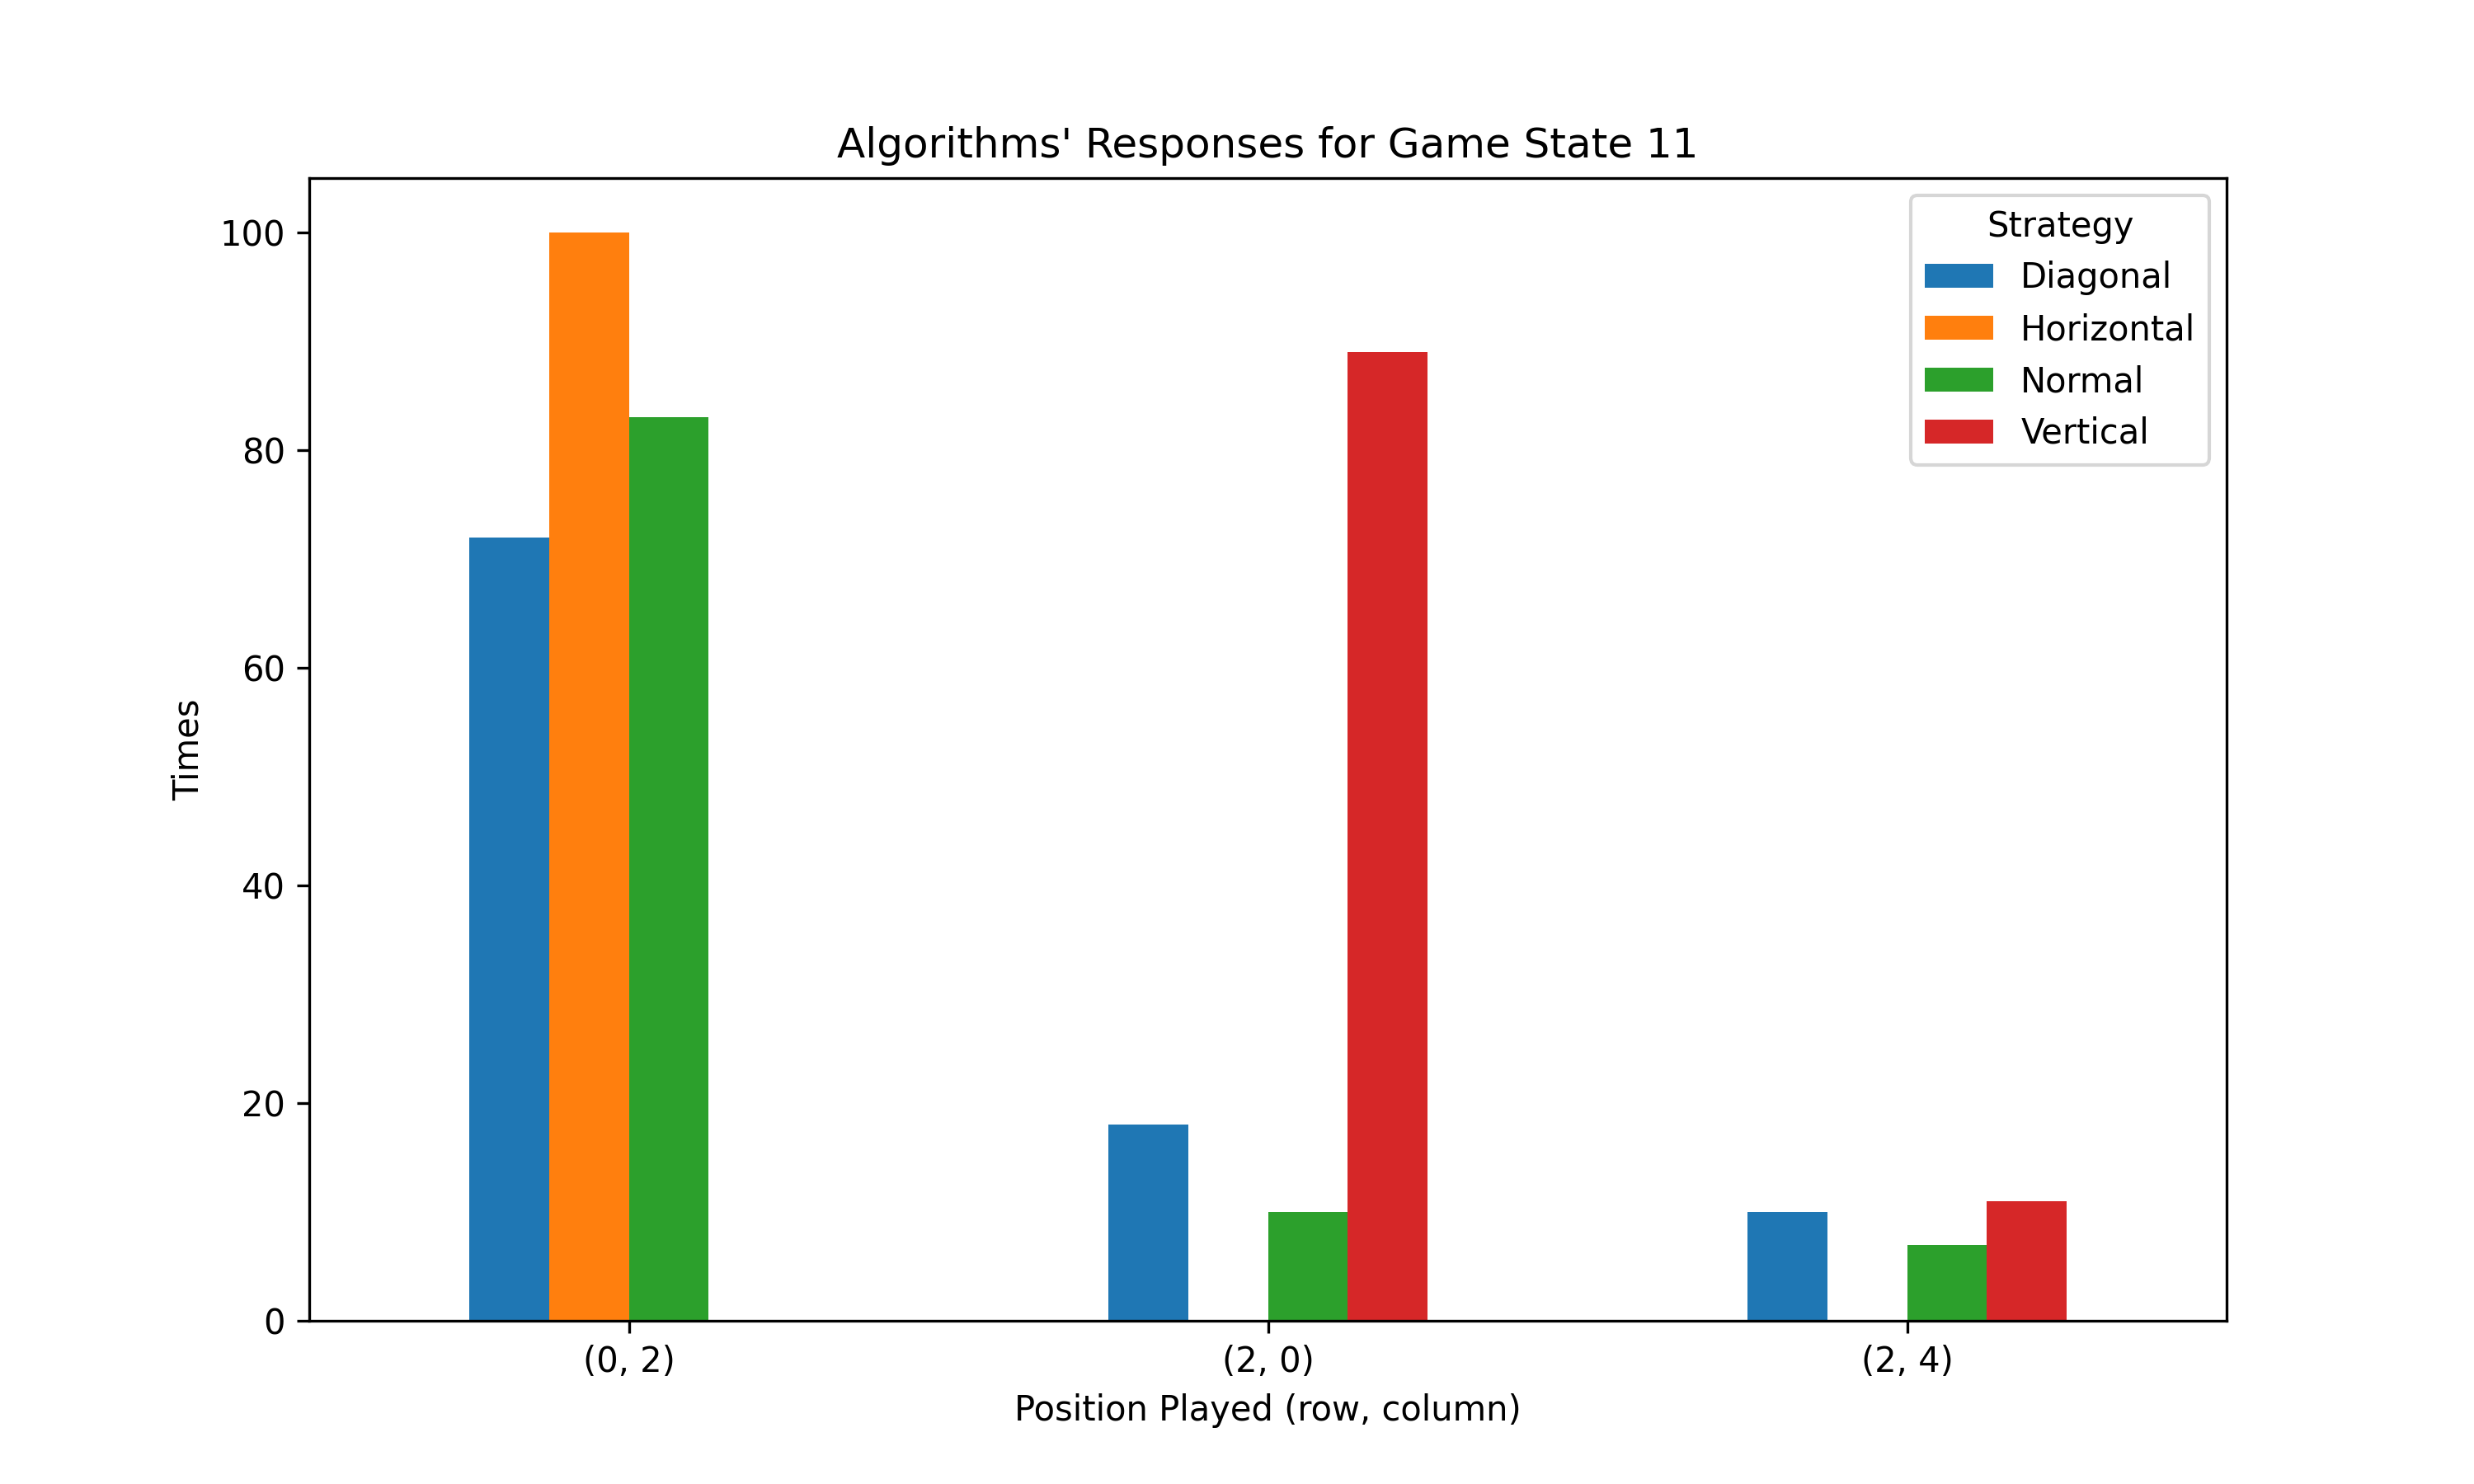 Algorithms' Responses for Game State 11
Strategy
Diagonal
Horizontal
Normal
Vertical
100
80
60
40
20
0
Times
(0, 2)
(2, 0)
(2, 4)
Position Played (row, column)